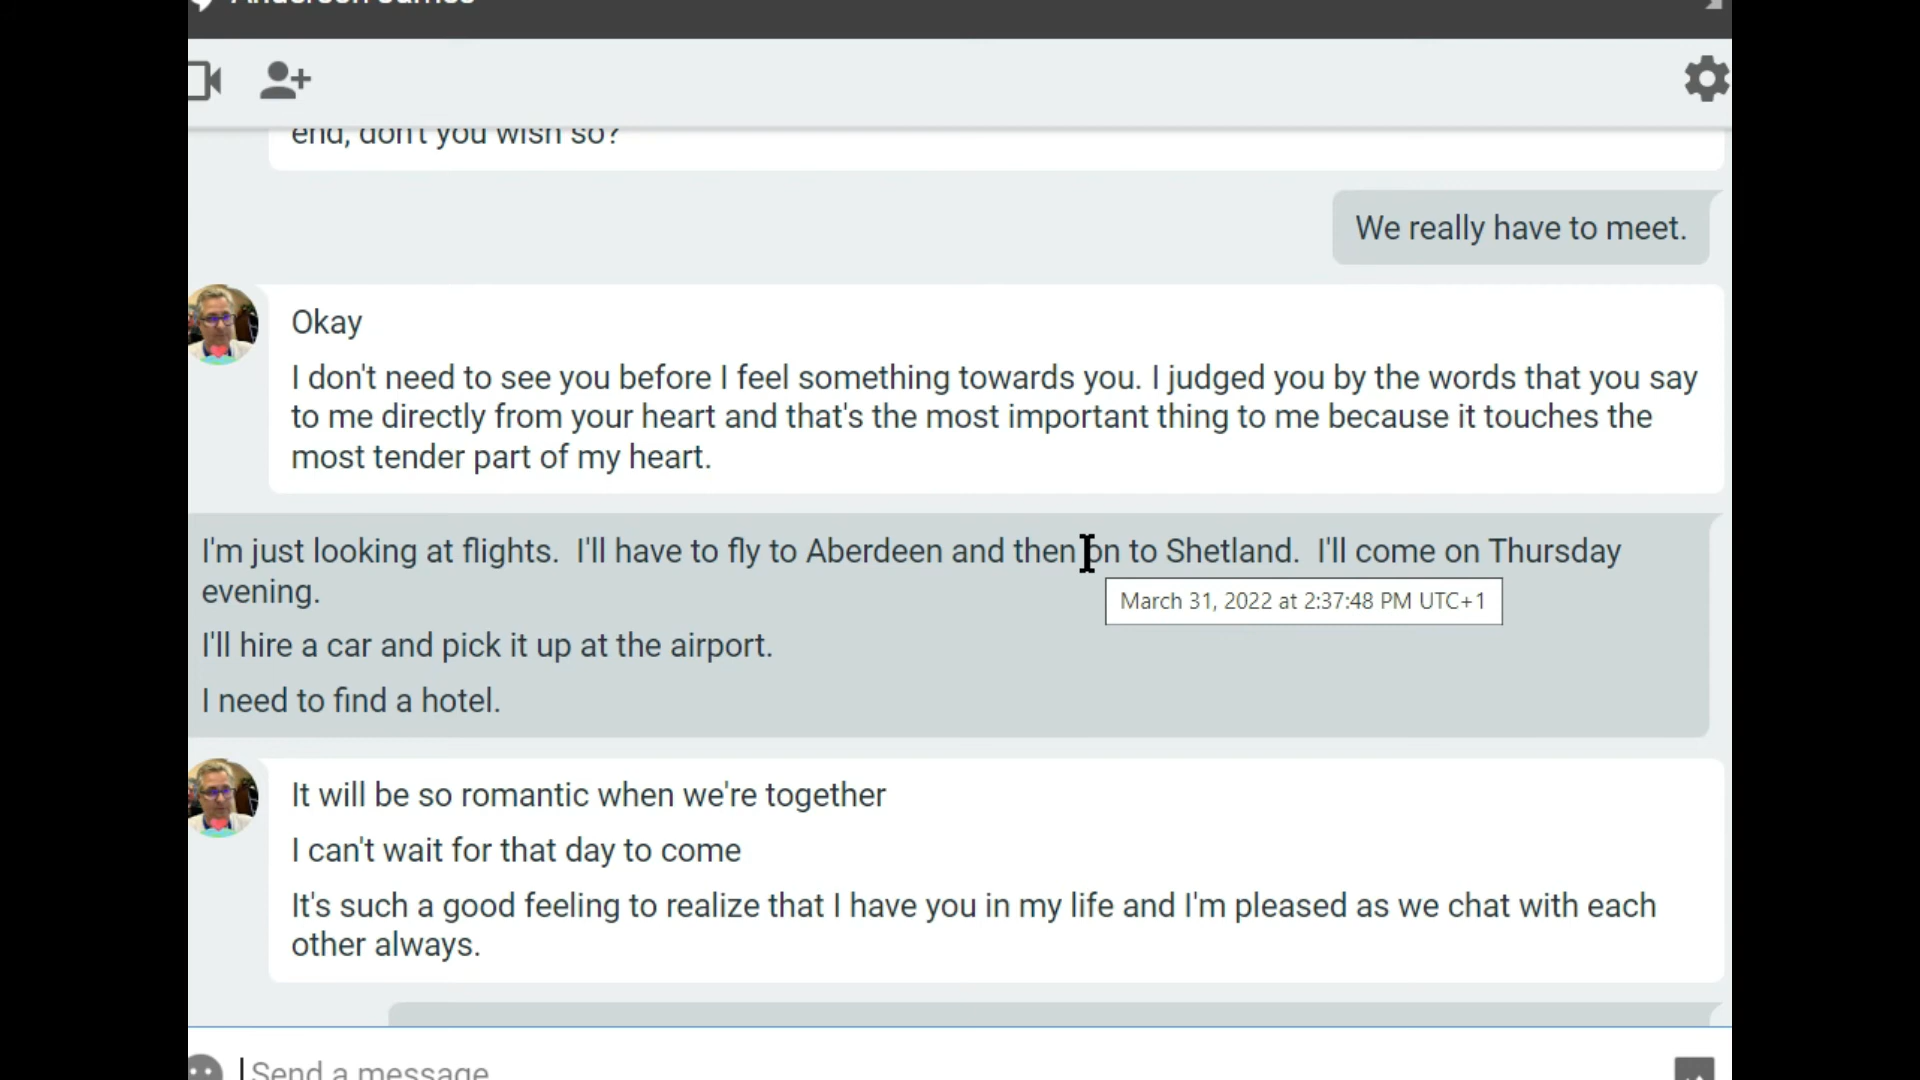 end, don't you wish so?
We really have to meet.
Okay
I don't need to see you before I feel something towards you. I judged you by the words that you say
to me directly from your heart and that's the most important thing to me because it touches the
most tender part of my heart.
I'm just looking at flights.  I'll have to fly to Aberdeen and then on to Shetland.  I'll come on Thursday
evening.
March 31, 2022 at 2:37:48 PM UTC+1
I'll hire a car and pick it up at the airport.
I need to find a hotel.
It will be so romantic when we're together
I can't wait for that day to come
It's such a good feeling to realize that I have you in my life and I'm pleased as we chat with each
other always.
Send a message